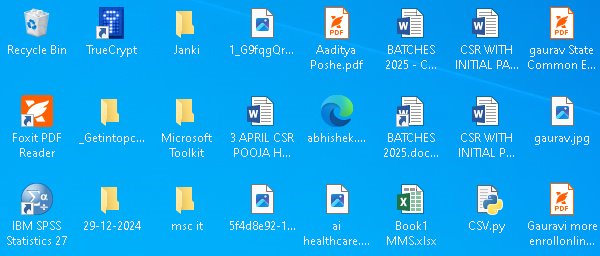 Recycle Bin
TrueCrypt
Janki
1_G9fqgQr...
Aaditya
Poshe.pdf
BATCHES
2025 - C...
CSR WITH
INITIAL PA...
gaurav State
Common E...
Foxit PDF
Reader
_Getintopc...
Microsoft
Toolkit
3 APRIL CSR
POOJA H...
abhishek....
BATCHES
2025.doc...
CSR WITH
INITIAL P...
gaurav.jpg
IBM SPSS
Statistics 27
29-12-2024
msc it
5f4d8e92-1...
ai
healthcare....
Book1
MMS.xlsx
CSV.py
Gauravi more
enrollonlin...